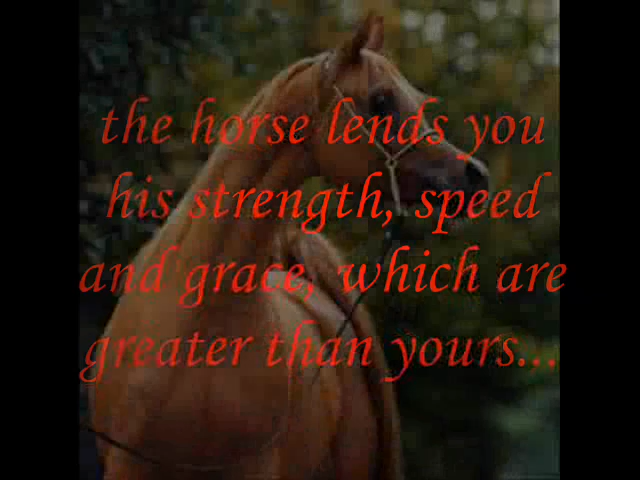 the horse lends you
his strength, speed
and grace, which are
greater than yours...